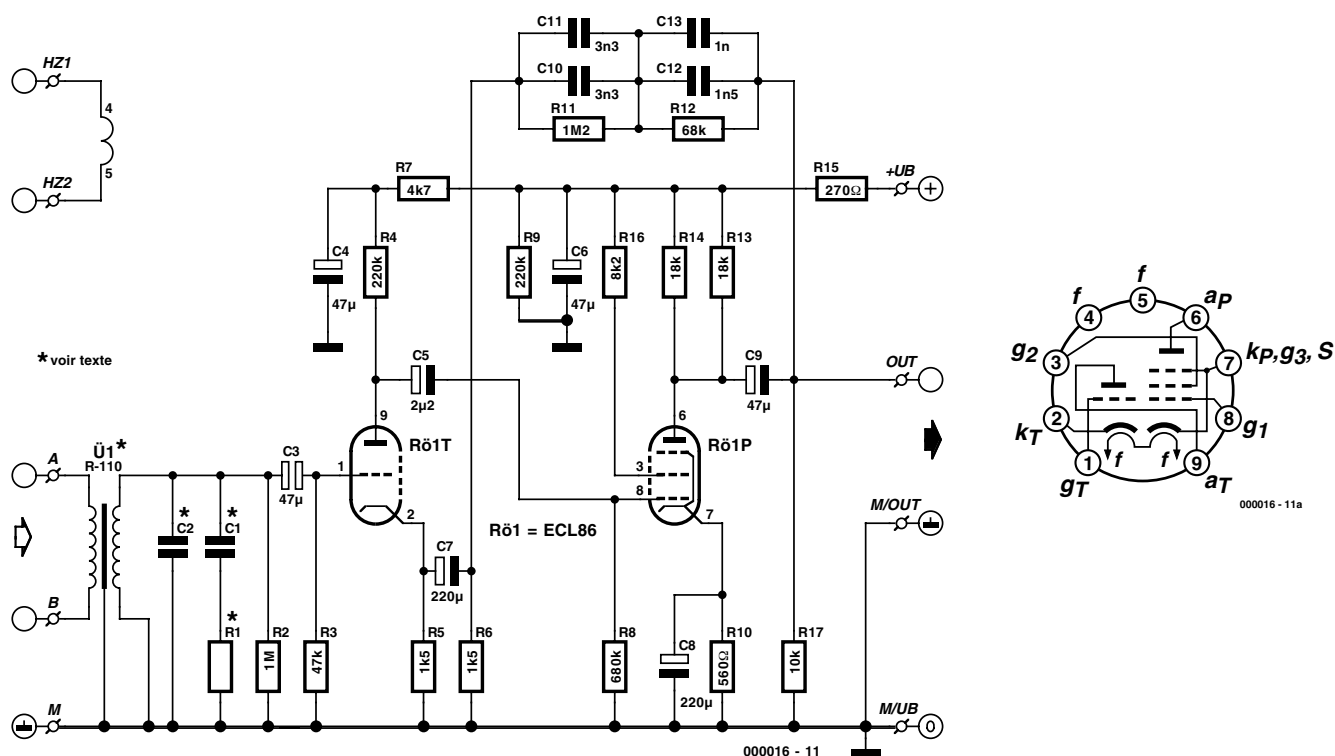 HZ1
4
5
HZ2
C11
3n3
C13
1n
C10
3n3
C12
1n5
R11
1M2
R12
68k
R7
4k7
R15
270Ω
+UB
C4
47µ
R4
220k
R9
220k
C6
47µ
R16
8k2
R14
18k
R13
18k
* voir texte
C5
2µ2
C9
47µ
OUT
A
Ü1*
R-110
*
C2
*
C1
C3
47µ
1
9
2
Rö1T
3
8
6
7
Rö1P
Rö1 = ECL86
M/OUT
C7
220µ
B
*
R1
R2
1M
R3
47k
R5
1k5
R6
1k5
R8
680k
C8
220µ
R10
560Ω
R17
10k
M
M/UB
0
000016 - 11
f
5
f
4
aP
6
g2
3
kP,g3, S
7
kT
2
8
g1
gT
1
f
f
9
aT
000016 - 11a